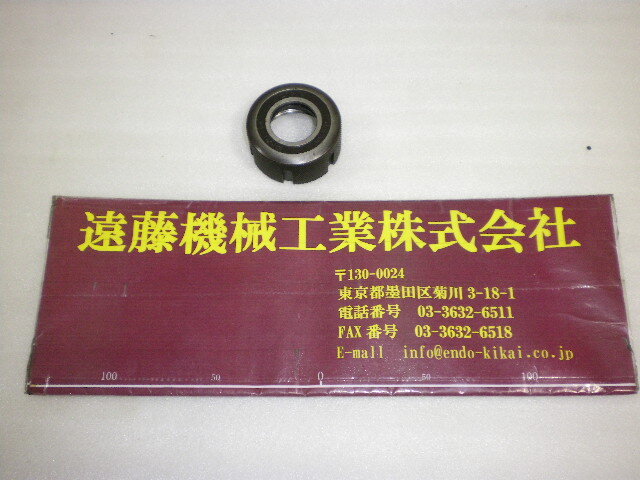 遠藤機械工業株式会社
〒130-0024
東京都墨田区菊川 3-18-1
電話番号 03-3632-6511
FAX 番号 03-3632-6518
E-mall info@endo-kikai.co.jp
100 50 0 50 100